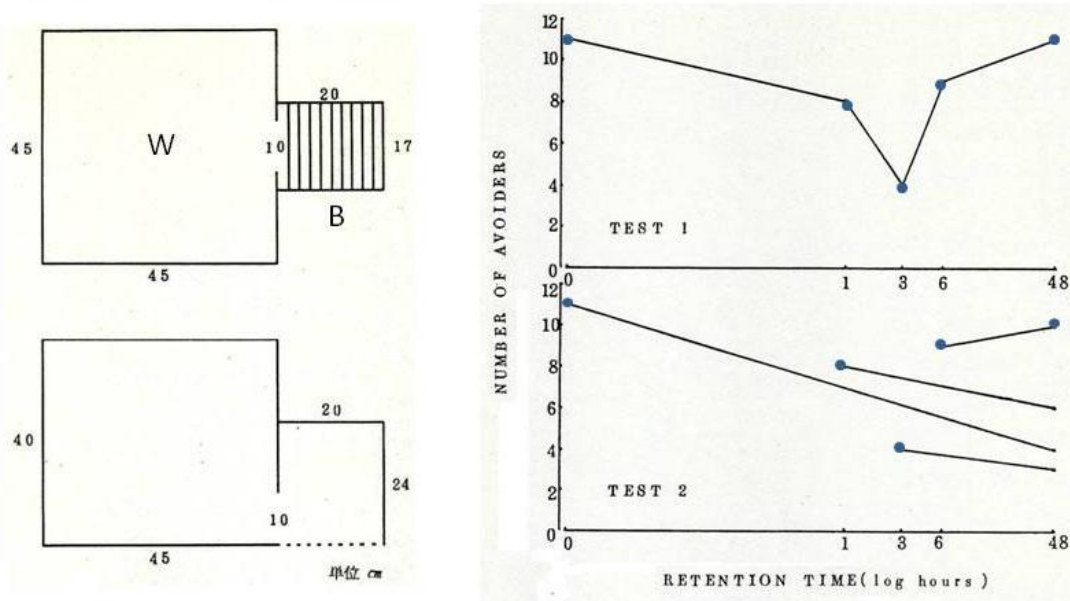 45
W
10
20
17
B
45
40
20
24
10
45
単位 cm
NUMBER OF AVOIDERS
12
10
8
6
4
2
0
TEST 1
0 1 3 6 48
12
10
8
6
4
2
0
TEST 2
0 1 3 6 48
RETENTION TIME(log hours)